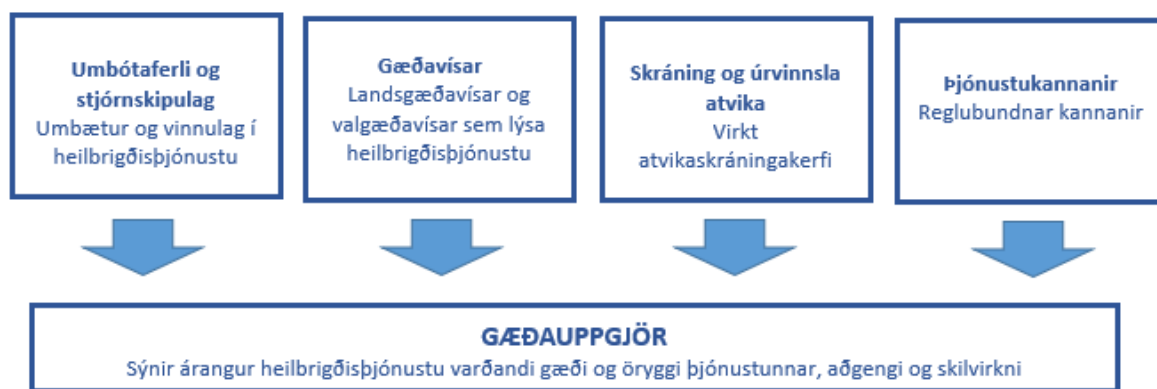 Umbótaferli og
stjórnskipulag
Umbætur og vinnulag í
heilbrigðisþjónustu
Gæðavísar
Landsgæðavísar og
valgæðavísar sem lýsa
heilbrigðisþjónustu
Skráning og úrvinnsla
atvika
Virkt
atvikaskráningakerfi
Þjónustukannanir
Reglubundnar kannanir
GÆÐAUPPGJÖR
Sýnir árangur heilbrigðisþjónustu varðandi gæði og öryggi þjónustunnar, aðgengi og skilvirkni